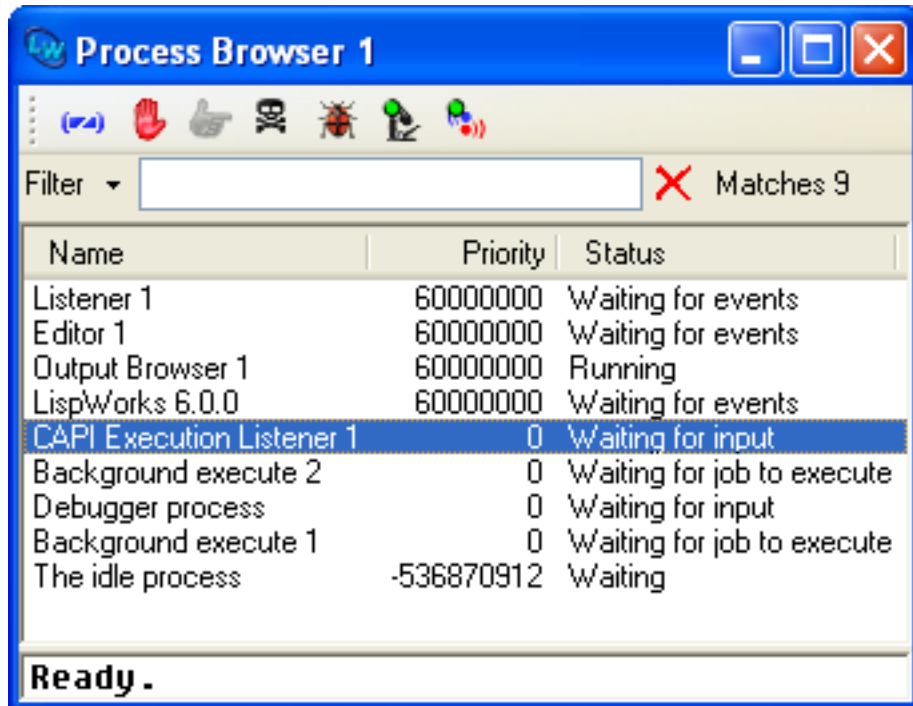 Process Browser 1
Filter Matches 9
Name Priority Status
Listener 1 60000000 Waiting for events
Editor 1 60000000 Waiting for events
Output Browser 1 60000000 Running
LispWorks 6.0.0 60000000 Waiting for events
CAPI Execution Listener 1 0 Waiting for input
Background execute 2 0 Waiting for job to execute
Debugger process 0 Waiting for input
Background execute 1 0 Waiting for job to execute
The idle process -536870912 Waiting
Ready.